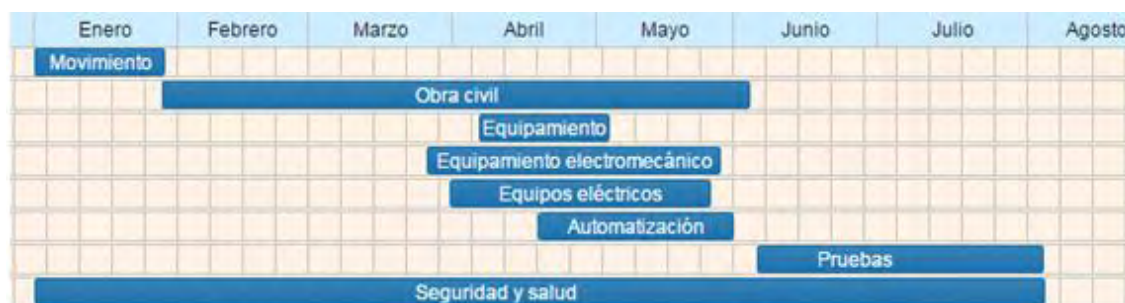 Enero Febrero Marzo Abril Mayo Junio Julio Agosto
Movimiento
Obra civil
Equipamiento
Equipamiento electromecánico
Equipos eléctricos
Automatización
Pruebas
Seguridad y salud